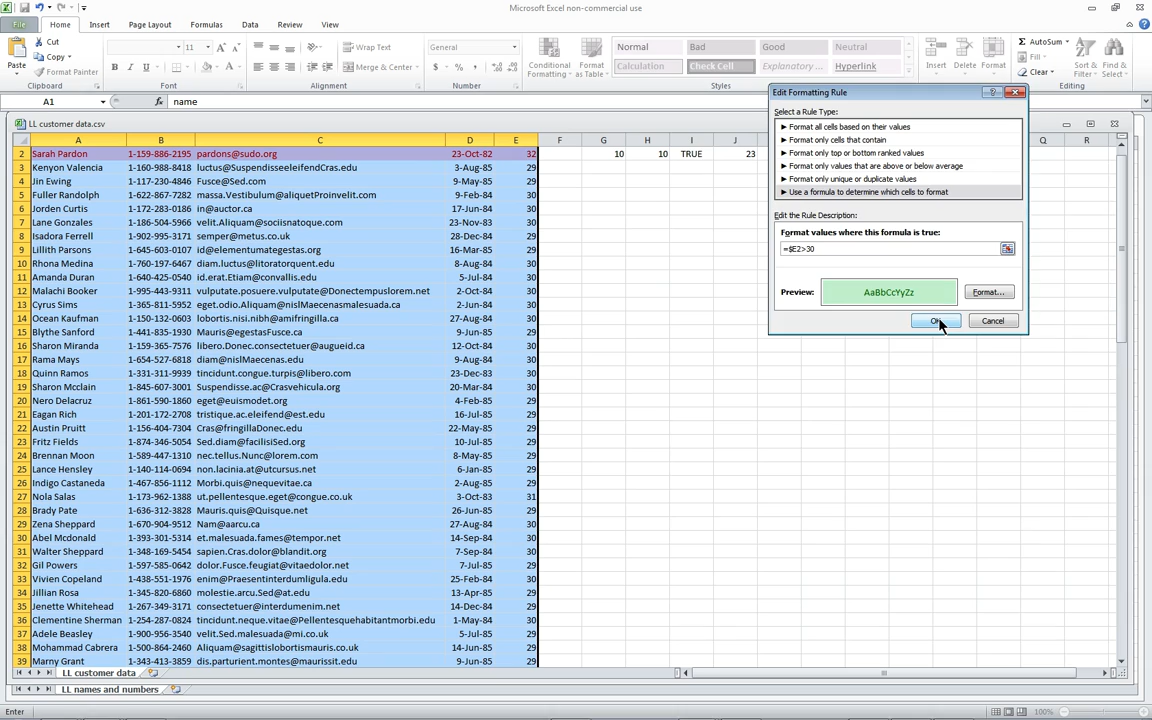 Microsoft Excel non-commercial use
File Home Insert Page Layout Formulas Data Review View
Cut
Copy
Format Painter
Paste
Clipboard
11
B I U
Font
Wrap Text
Merge & Center
Alignment
General
$ % ,
Number
Conditional Formatting
Format as Table
Normal Bad Good Neutral
Calculation Check Cell Explanatory ... Hyperlink
Styles
Insert Delete Format
Cells
AutoSum
Fill
Clear
Sort & Filter
Find & Select
Editing
A1 fx name
LL customer data.csv
A B C D E F G H I J Q R
2 Sarah Pardon 1-159-886-2195 pardons@sudo.org 23-Oct-82 32 10 10 TRUE 23
3 Kenyon Valencia 1-160-988-8418 luctus@SuspendisseeleifendCras.edu 3-Aug-85 29
4 Jin Ewing 1-117-230-4846 Fusce@Sed.com 9-May-85 29
5 Fuller Randolph 1-622-867-7282 massa.Vestibulum@aliquetProinvelit.com 9-Feb-84 30
6 Jorden Curtis 1-172-283-0186 in@auctor.ca 17-Jun-84 30
7 Lane Gonzales 1-186-504-5966 velit.Aliquam@sociisnatoque.com 23-Nov-83 30
8 Isadora Ferrell 1-902-995-3171 semper@metus.co.uk 28-Dec-84 29
9 Lillith Parsons 1-645-603-0107 id@elementumategestas.org 16-Mar-85 29
10 Rhona Medina 1-760-197-6467 diam.luctus@litoratorquent.org 8-Aug-84 30
11 Amanda Duran 1-640-425-0540 id.erat.Etiam@convallis.edu 5-Jul-84 30
12 Malachi Booker 1-995-443-9311 vulputate.posuere.vulputate@Donectempuslorem.net 2-Oct-84 30
13 Cyrus Sims 1-365-811-5952 eget.odio.Aliquam@nislMaecenasmalesuada.ca 2-Jun-84 30
14 Ocean Kaufman 1-150-132-0603 lobortis.nisi.nibh@amifringilla.ca 27-Aug-84 30
15 Blythe Sanford 1-441-835-1930 Mauris@egestasFusce.ca 9-Jun-85 29
16 Sharon Miranda 1-159-365-7576 libero.Donec.consectetuer@augueid.ca 12-Oct-84 30
17 Rama Mays 1-654-527-6818 diam@nislMaecenas.edu 9-Aug-84 30
18 Quinn Ramos 1-331-311-9939 tincidunt.congue.turpis@libero.com 23-Dec-83 30
19 Sharon Mcclain 1-845-607-3001 Suspendisse.ac@Crasvehicula.org 20-Mar-84 30
20 Nero Delacruz 1-861-590-1860 eget@euismodet.org 4-Feb-85 29
21 Eagan Rich 1-201-172-2708 tristique.ac.eleifend@est.edu 16-Jul-85 29
22 Austin Pruitt 1-156-404-7304 Cras@fringillaDonec.edu 22-May-85 29
23 Fritz Fields 1-874-346-5054 Sed.diam@facilisiSed.org 10-Jul-85 29
24 Brennan Moon 1-589-447-1310 nec.tellus.Nunc@lorem.com 8-May-85 29
25 Lance Hensley 1-140-114-0694 non.lacinia.at@utcursus.net 6-Jan-85 29
26 Indigo Castaneda 1-467-856-1112 Morbi.quis@nequevitae.ca 2-Aug-85 29
27 Nola Salas 1-173-962-1388 ut.pellentesque.eget@congue.co.uk 3-Oct-83 31
28 Brady Pate 1-636-312-3828 Mauris.quis@Quisque.net 26-Jun-85 29
29 Zena Sheppard 1-670-904-9512 Nam@aarcu.ca 27-Aug-84 30
30 Abel Mcdonald 1-393-301-5314 et.malesuada.fames@tempor.net 14-Sep-84 30
31 Walter Sheppard 1-348-169-5454 sapien.Cras.dolor@blandit.org 7-Sep-84 30
32 Gil Powers 1-597-585-0642 dolor.Fusce.feugiat@vitaedolor.net 7-Jul-84 30
33 Vivien Copeland 1-438-551-1976 enim@Praesentinterdumligula.edu 25-Feb-84 30
34 Jillian Rosa 1-345-820-6860 molestie.arcu.Sed@at.edu 13-Apr-85 29
35 Jenette Whitehead 1-267-349-3171 consectetuer@interdumenim.net 14-Dec-84 29
36 Clementine Sherman 1-254-287-0824 tincidunt.neque.vitae@Pellentesquehabitantmorbi.edu 1-May-84 30
37 Adele Beasley 1-900-956-3540 velit.Sed.malesuada@mi.co.uk 5-Jul-85 29
38 Mohammad Cabrera 1-500-864-2460 Aliquam@sagittislobortismauris.co.uk 14-Jun-85 29
39 Marny Grant 1-343-413-3859 dis.parturient.montes@maurissit.edu 9-Jun-85 29
Edit Formatting Rule
Select a Rule Type:
► Format all cells based on their values
► Format only cells that contain
► Format only top or bottom ranked values
► Format only values that are above or below average
► Format only unique or duplicate values
► Use a formula to determine which cells to format
Edit the Rule Description:
Format values where this formula is true:
=$E2>30
Preview: AaBbCcYyZz Format...
OK Cancel
LL customer data
LL names and numbers
Enter
100%